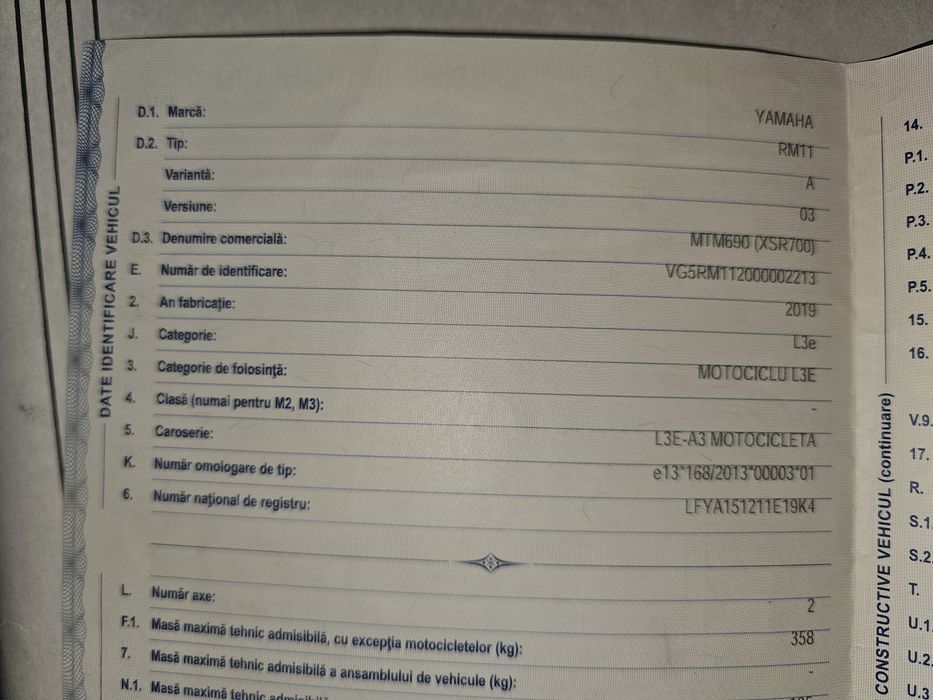 DATE IDENTIFICARE VEHICUL
D.1. Marcă: YAMAHA
D.2. Tip: RM11
Variantă: A
Versiune: 03
D.3. Denumire comercială: MTM690 (XSR700)
E. Număr de identificare: VG5RM112000002213
2. An fabricaţie: 2019
J. Categorie: L3e
3. Categorie de folosinţă: MOTOCICLU L3E
4. Clasă (numai pentru M2, M3): -
5. Caroserie: L3E-A3 MOTOCICLETA
K. Număr omologare de tip: e13*168/2013*00003*01
6. Număr naţional de registru: LFYA151211E19K4
L. Număr axe: 2
F.1. Masă maximă tehnic admisibilă, cu excepţia motocicletelor (kg): 358
7. Masă maximă tehnic admisibilă a ansamblului de vehicule (kg): -
N.1. Masă maximă tehnic
CONSTRUCTIVE VEHICUL (continuare)
14.
P.1.
P.2.
P.3.
P.4.
P.5.
15.
16.
V.9.
17.
R.
S.1
S.2
T.
U.1.
U.2.
U.3